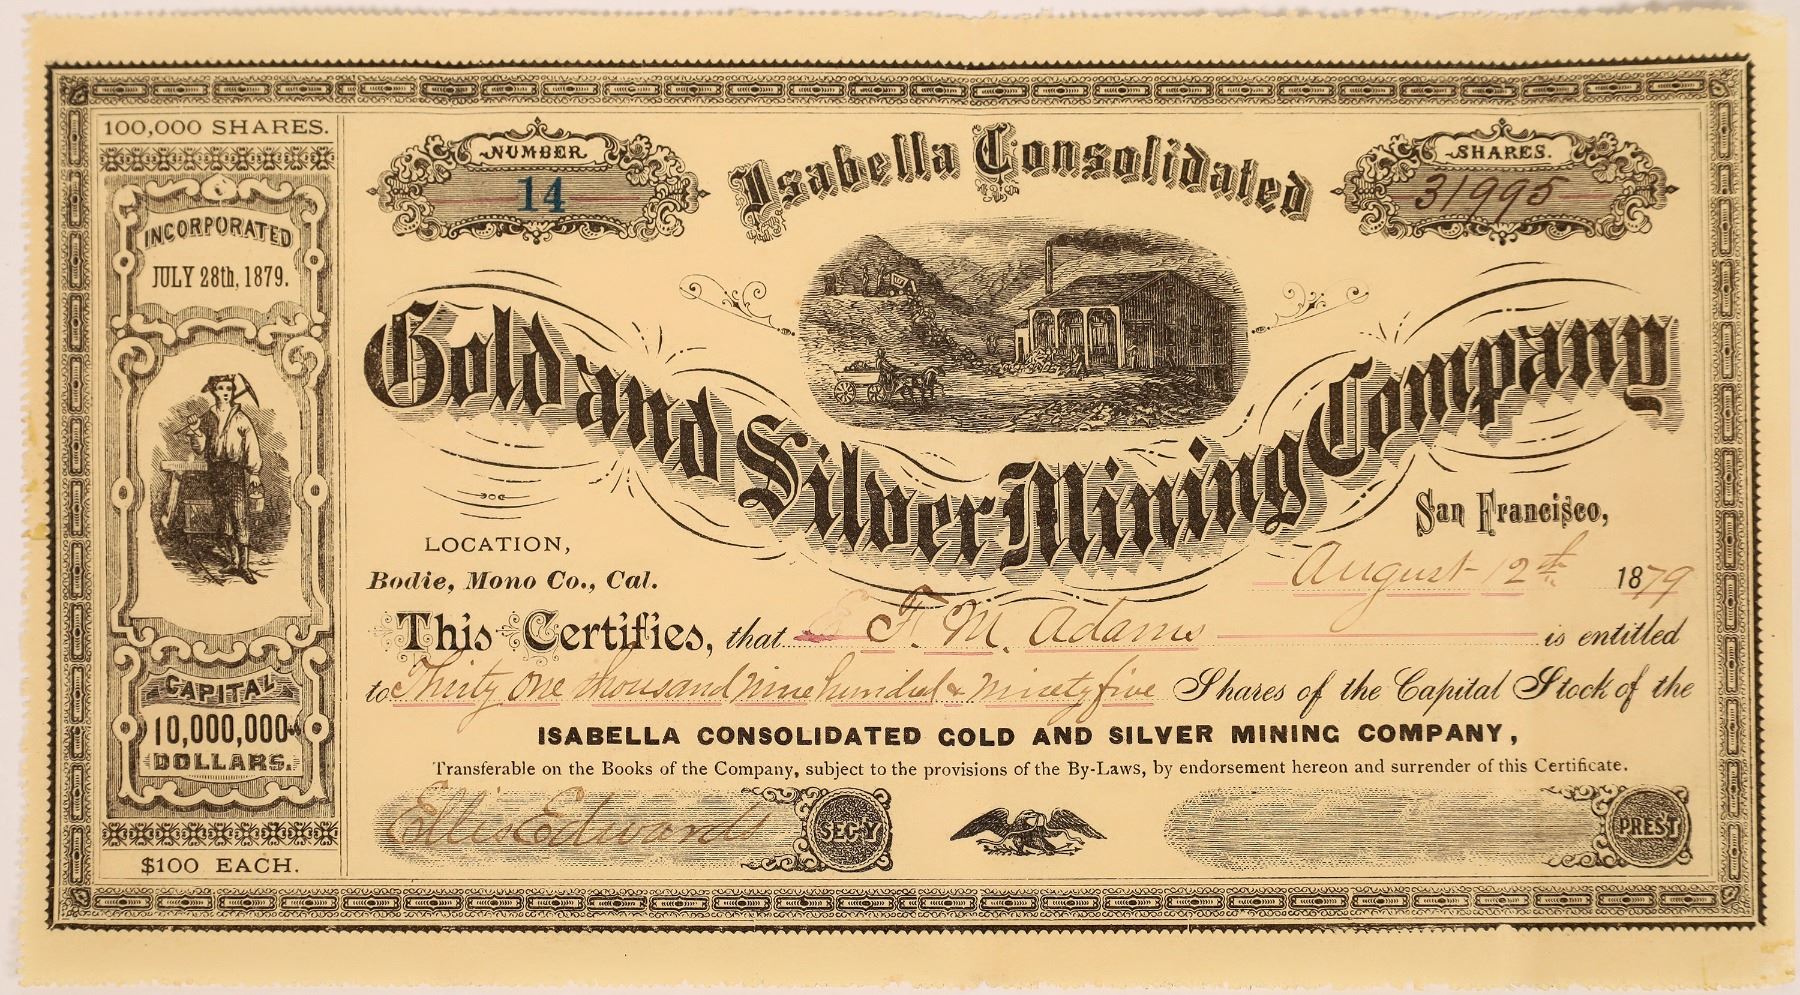 100,000 SHARES.
INCORPORATED
JULY 28th, 1879.
CAPITAL
10,000,000
DOLLARS.
$100 EACH.
NUMBER
14
Isabella Consolidated
SHARES.
31995
Gold and Silver Mining Company
San Francisco,
LOCATION,
Bodie, Mono Co., Cal.
August 12th 1879
This Certifies, that E. F. M. Adams is entitled
to Thirty one thousand nine hundred & ninety five Shares of the Capital Stock of the
ISABELLA CONSOLIDATED GOLD AND SILVER MINING COMPANY,
Transferable on the Books of the Company, subject to the provisions of the By-Laws, by endorsement hereon and surrender of this Certificate.
Ellis Edwards SEC'Y
PREST